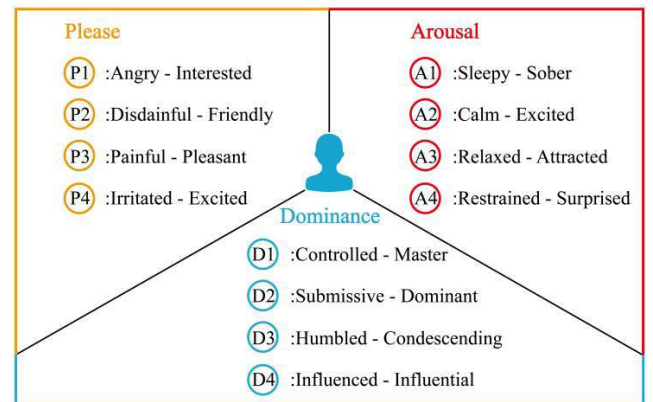 Please
P1 :Angry - Interested
P2 :Disdainful - Friendly
P3 :Painful - Pleasant
P4 :Irritated - Excited
Arousal
A1 :Sleepy - Sober
A2 :Calm - Excited
A3 :Relaxed - Attracted
A4 :Restrained - Surprised
Dominance
D1 :Controlled - Master
D2 :Submissive - Dominant
D3 :Humbled - Condescending
D4 :Influenced - Influential